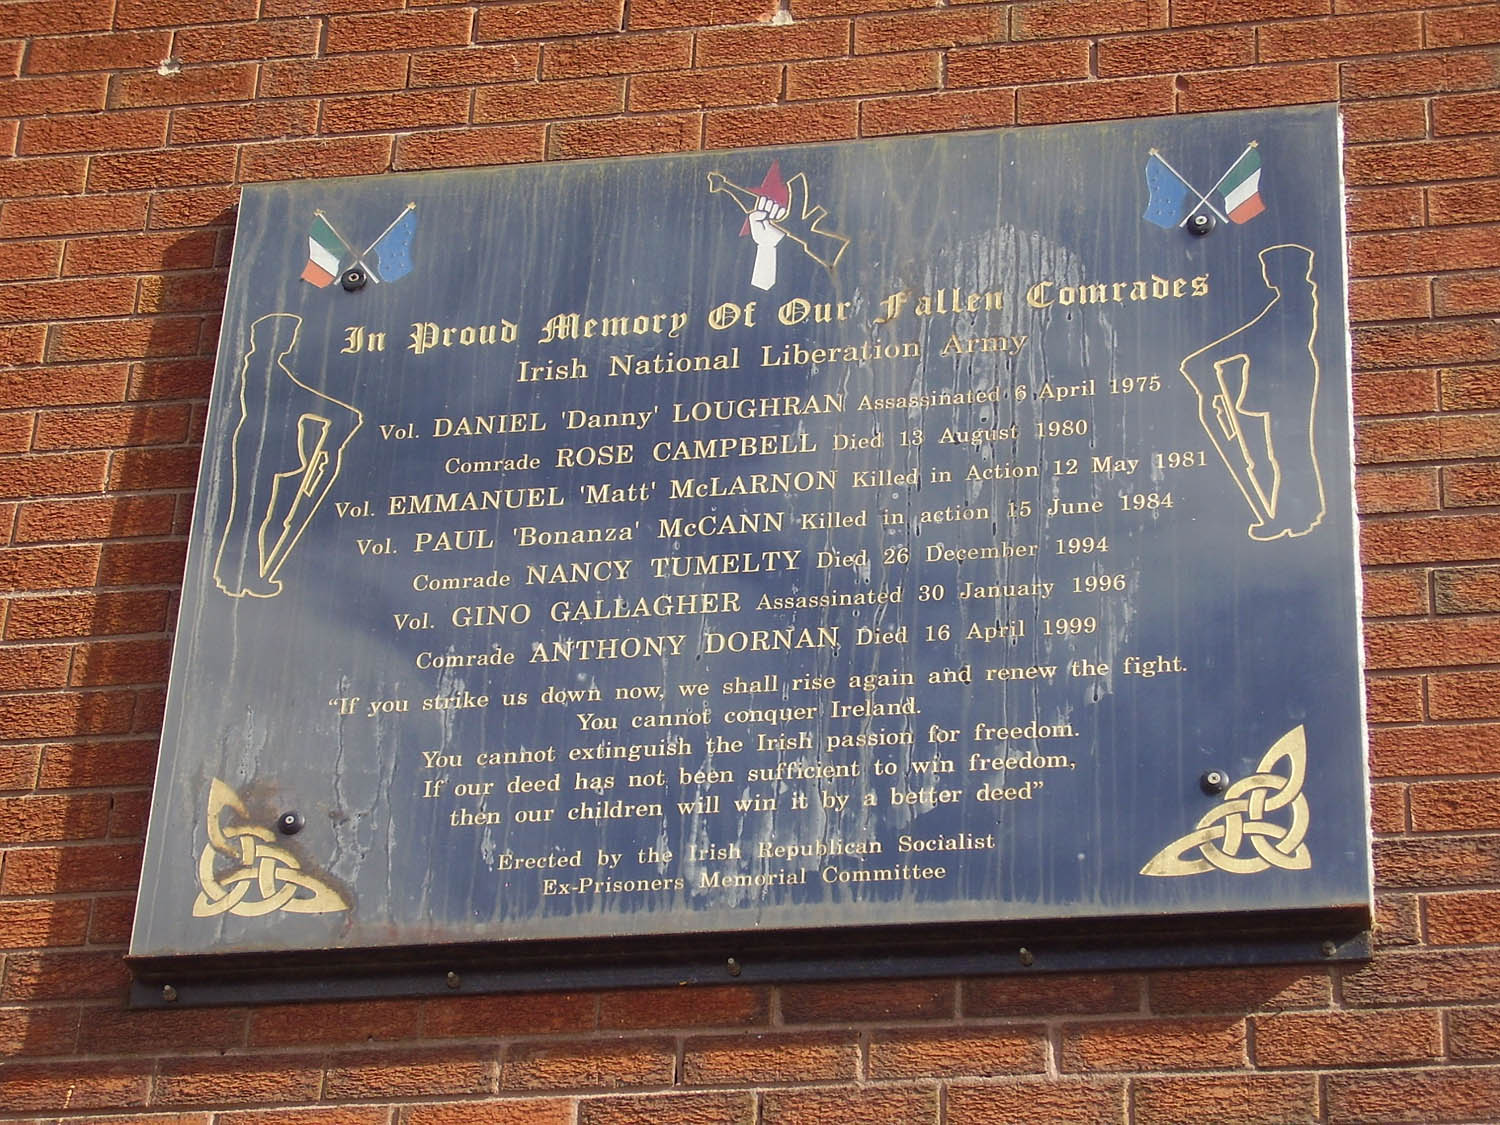 In Proud Memory Of Our Fallen Comrades
Irish National Liberation Army
Vol. DANIEL 'Danny' LOUGHRAN Assassinated 6 April 1975
Comrade ROSE CAMPBELL Died 13 August 1980
Vol. EMMANUEL 'Matt' McLARNON Killed in Action 12 May 1981
Vol. PAUL 'Bonanza' McCANN Killed in action 15 June 1984
Comrade NANCY TUMELTY Died 26 December 1994
Vol. GINO GALLAGHER Assassinated 30 January 1996
Comrade ANTHONY DORNAN Died 16 April 1999
“If you strike us down now, we shall rise again and renew the fight.
You cannot conquer Ireland.
You cannot extinguish the Irish passion for freedom.
If our deed has not been sufficient to win freedom,
then our children will win it by a better deed”
Erected by the Irish Republican Socialist
Ex-Prisoners Memorial Committee